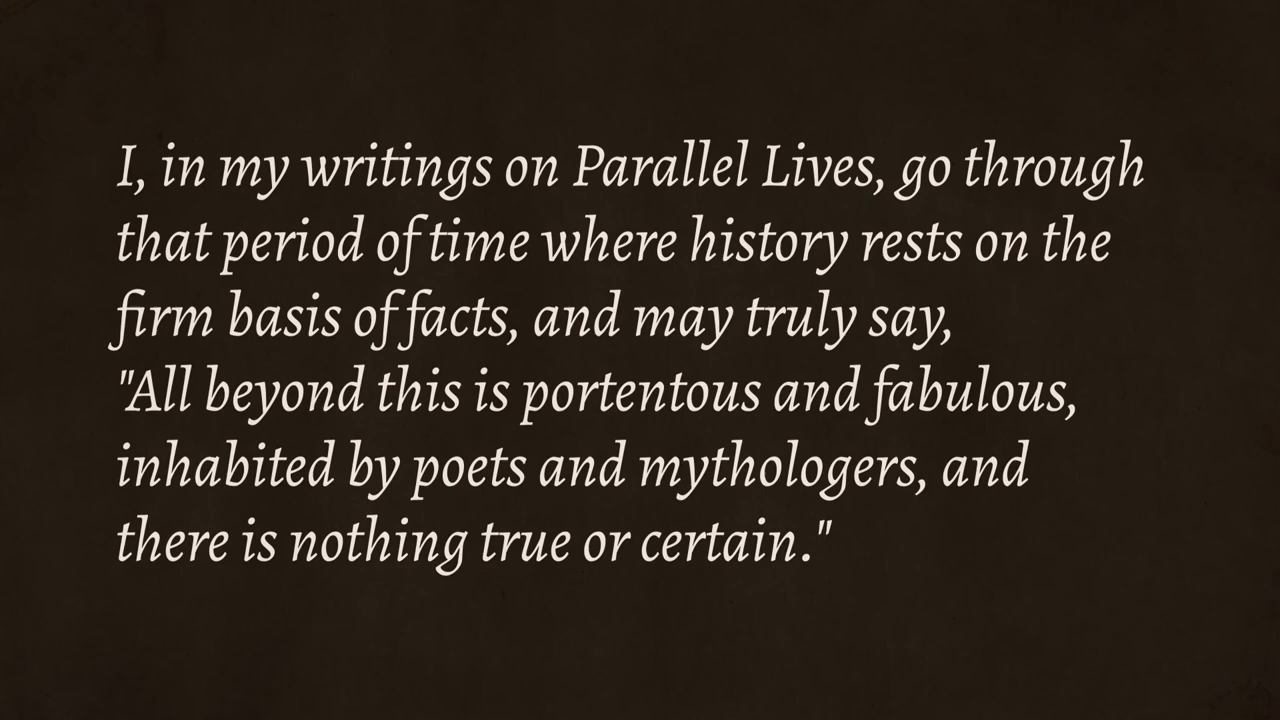 I, in my writings on Parallel Lives, go through
that period of time where history rests on the
firm basis of facts, and may truly say,
"All beyond this is portentous and fabulous,
inhabited by poets and mythologers, and
there is nothing true or certain."